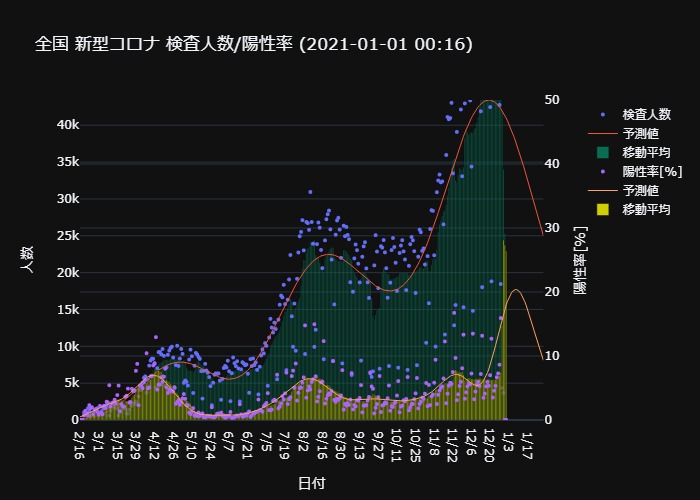 全国 新型コロナ 検査人数/陽性率 (2021-01-01 00:16)
検査人数
予測値
移動平均
陽性率[%]
予測値
移動平均
人数
40k
35k
30k
25k
20k
15k
10k
5k
0
陽性率[%]
50
40
30
20
10
0
2/16
3/1
3/15
3/29
4/12
4/26
5/10
5/24
6/7
6/21
7/5
7/19
8/2
8/16
8/30
9/13
9/27
10/11
10/25
11/8
11/22
12/6
12/20
1/3
1/17
日付